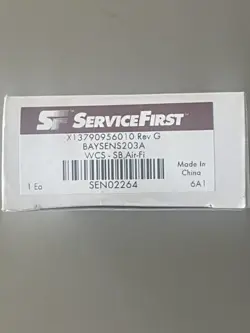 SF SERVICEFIRST
X13790956010 Rev G
BAYSENS203A
WCS - SB,Air-Fi
Made In
China
1 Ea
SEN02264
6A1